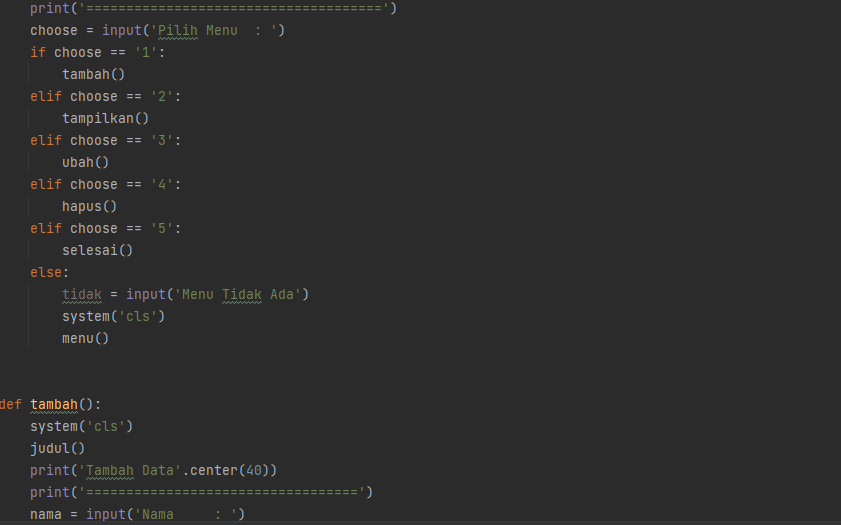 print('=====================================')
choose = input('Pilih Menu  : ')
if choose == '1':
tambah()
elif choose == '2':
tampilkan()
elif choose == '3':
ubah()
elif choose == '4':
hapus()
elif choose == '5':
selesai()
else:
tidak = input('Menu Tidak Ada')
system('cls')
menu()
def tambah():
system('cls')
judul()
print('Tambah Data'.center(40))
print('==================================')
nama = input('Nama     : ')